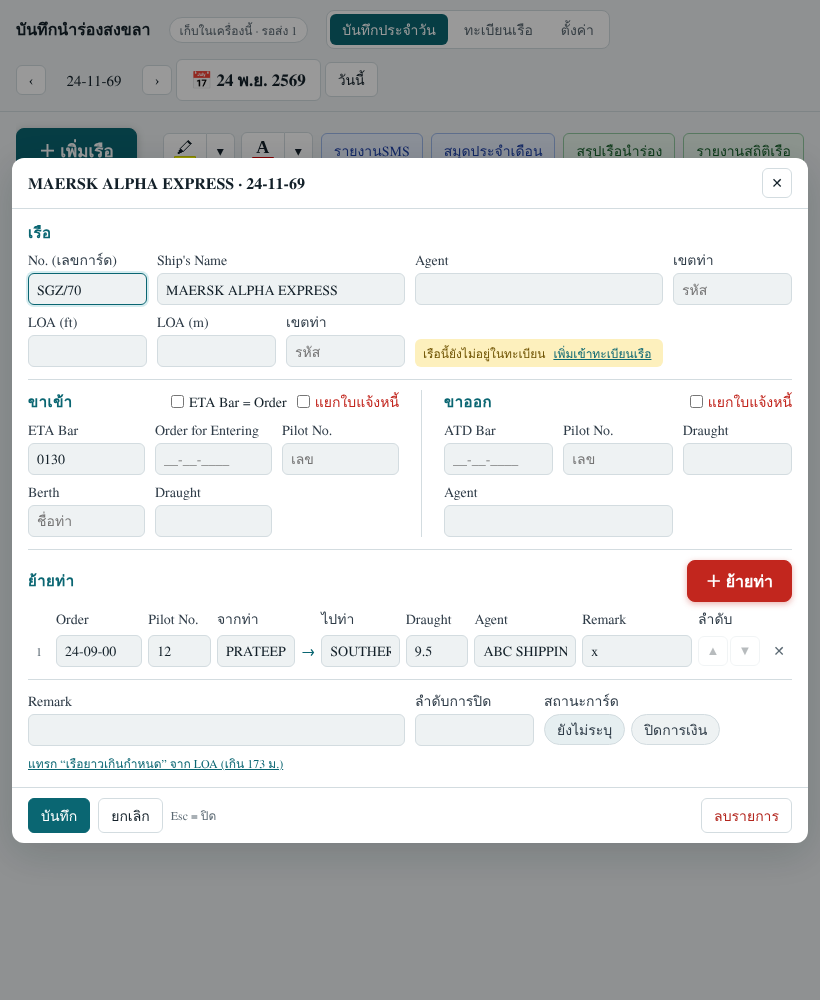 บันทึกนำร่องสงขลา
เก็บในเครื่องนี้ · รอส่ง 1
บันทึกประจำวัน
ทะเบียนเรือ
ตั้งค่า
‹
24-11-69
›
📅 24 พ.ย. 2569
วันนี้
+ เพิ่มเรือ
🖍 ▼
A ▼
รายงานSMS
สมุดประจำเดือน
สรุปเรือนำร่อง
รายงานสถิติเรือ
MAERSK ALPHA EXPRESS · 24-11-69
✕
เรือ
No. (เลขการ์ด)
Ship's Name
Agent
เขตท่า
SGZ/70
MAERSK ALPHA EXPRESS
รหัส
LOA (ft)
LOA (m)
เขตท่า
รหัส
เรือนี้ยังไม่อยู่ในทะเบียน เพิ่มเข้าทะเบียนเรือ
ขาเข้า
ETA Bar = Order
แยกใบแจ้งหนี้
ETA Bar
Order for Entering
Pilot No.
0130
__-__-____
เลข
Berth
Draught
ชื่อท่า
ขาออก
แยกใบแจ้งหนี้
ATD Bar
Pilot No.
Draught
__-__-____
เลข
Agent
ย้ายท่า
+ ย้ายท่า
Order
Pilot No.
จากท่า
ไปท่า
Draught
Agent
Remark
ลำดับ
1
24-09-00
12
PRATEEP
→
SOUTHER
9.5
ABC SHIPPIN
x
▲
▼
✕
Remark
ลำดับการปิด
สถานะการ์ด
ยังไม่ระบุ
ปิดการเงิน
แทรก “เรือยาวเกินกำหนด” จาก LOA (เกิน 173 ม.)
บันทึก
ยกเลิก
Esc = ปิด
ลบรายการ